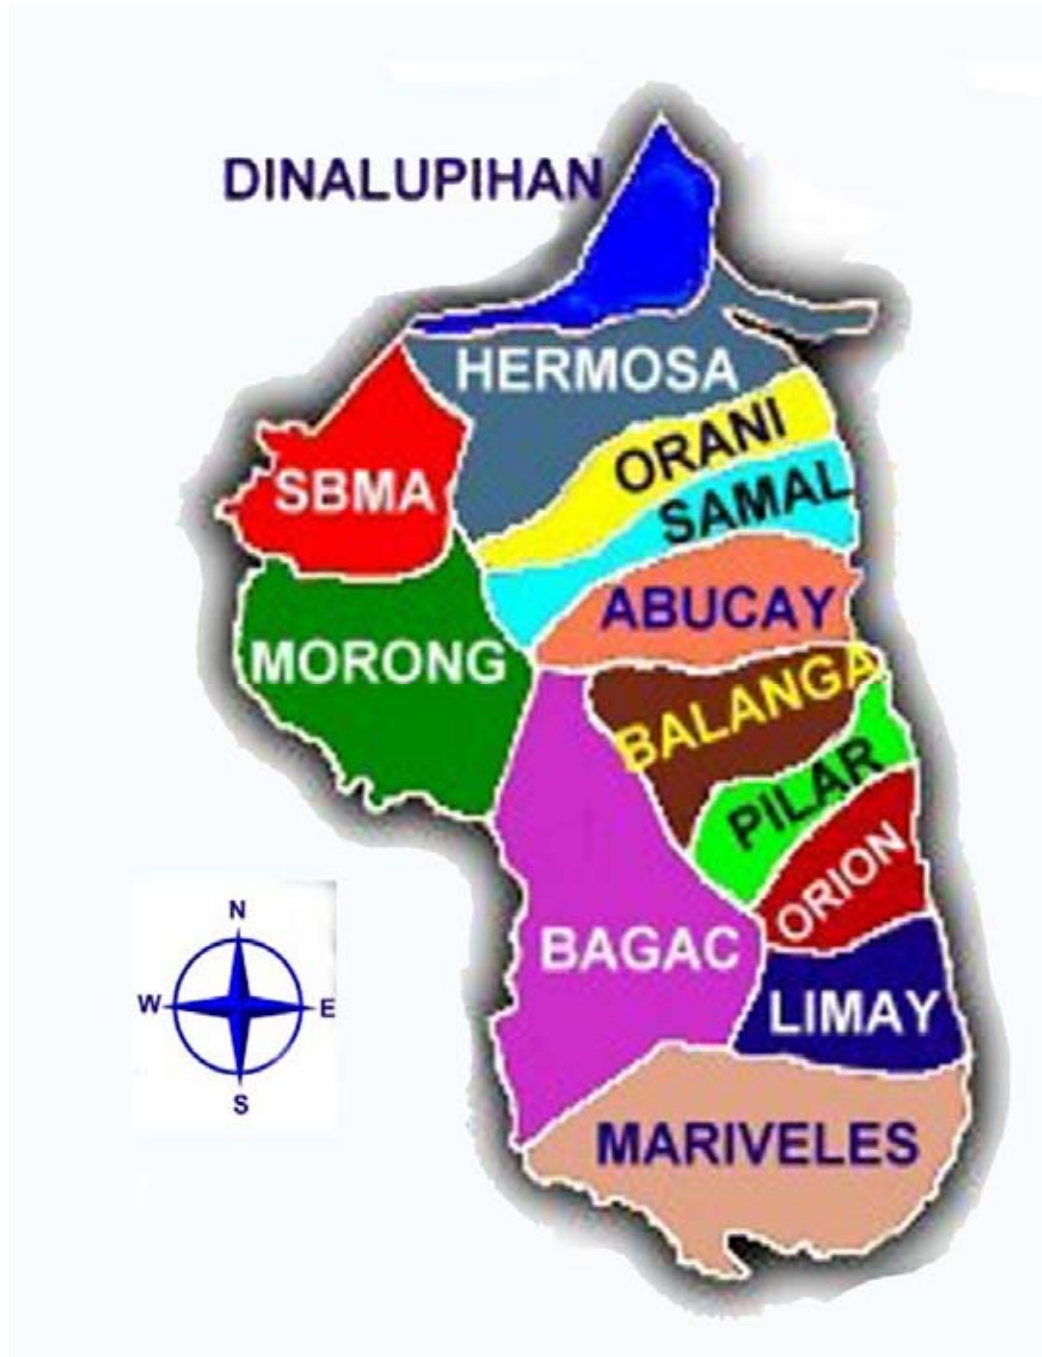 DINALUPIHAN
HERMOSA
ORANI
SBMA
SAMAL
ABUCAY
MORONG
BALANGA
PILAR
ORION
N
BAGAC
W
E
LIMAY
S
MARIVELES